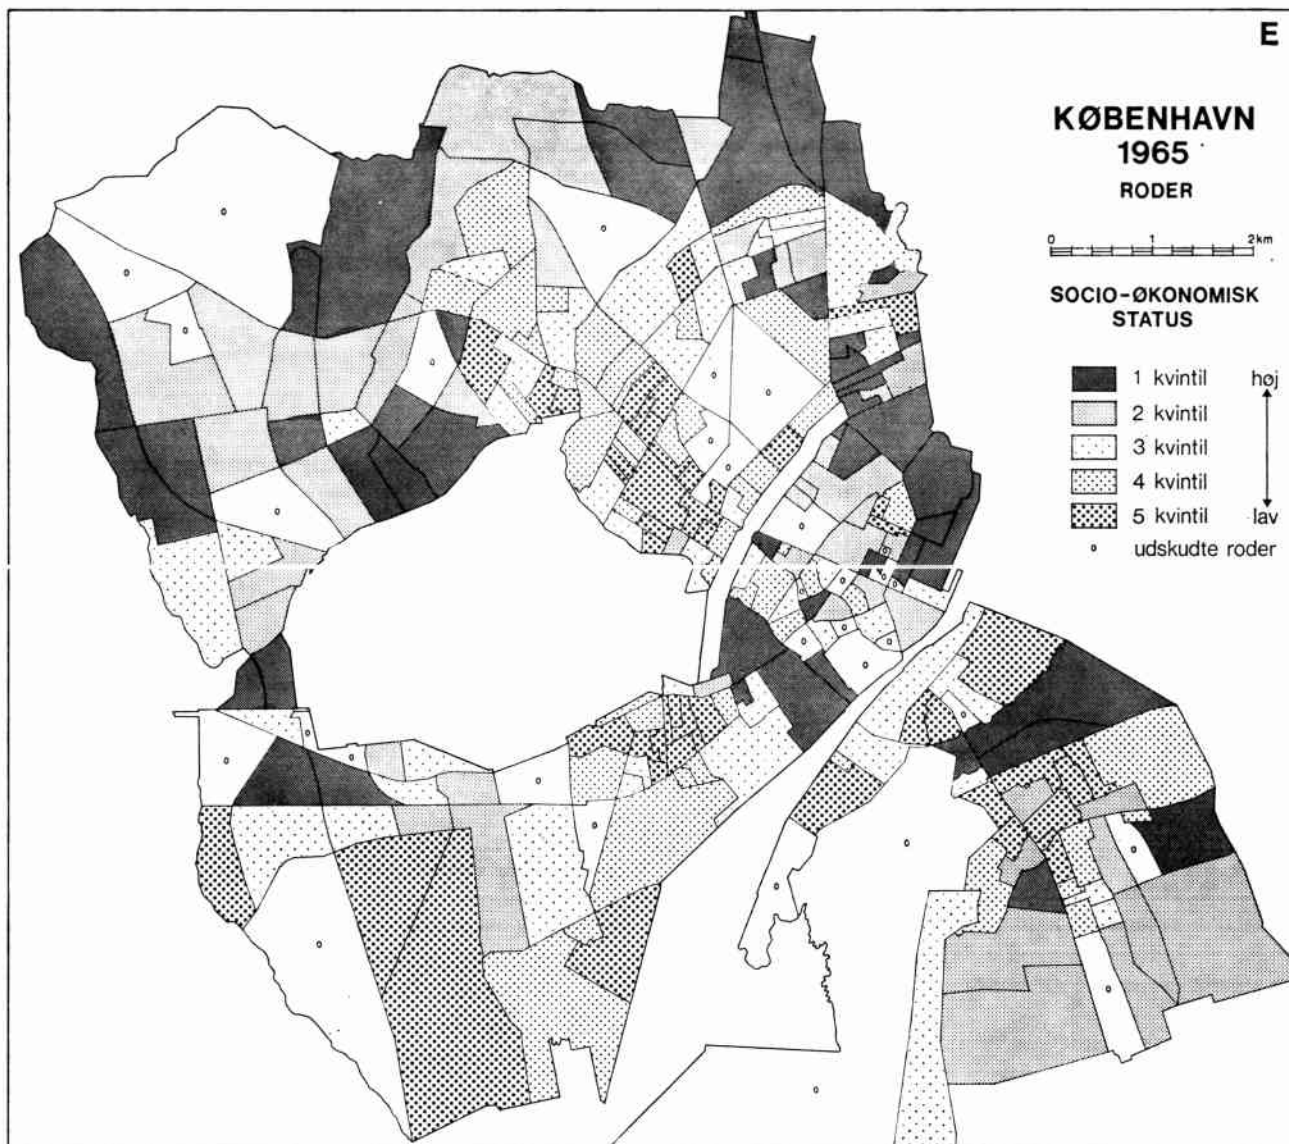 E
KØBENHAVN
1965
RODER
0 1 2km
SOCIO-ØKONOMISK
STATUS
1 kvintil høj
2 kvintil
3 kvintil
4 kvintil
5 kvintil lav
udskudte roder